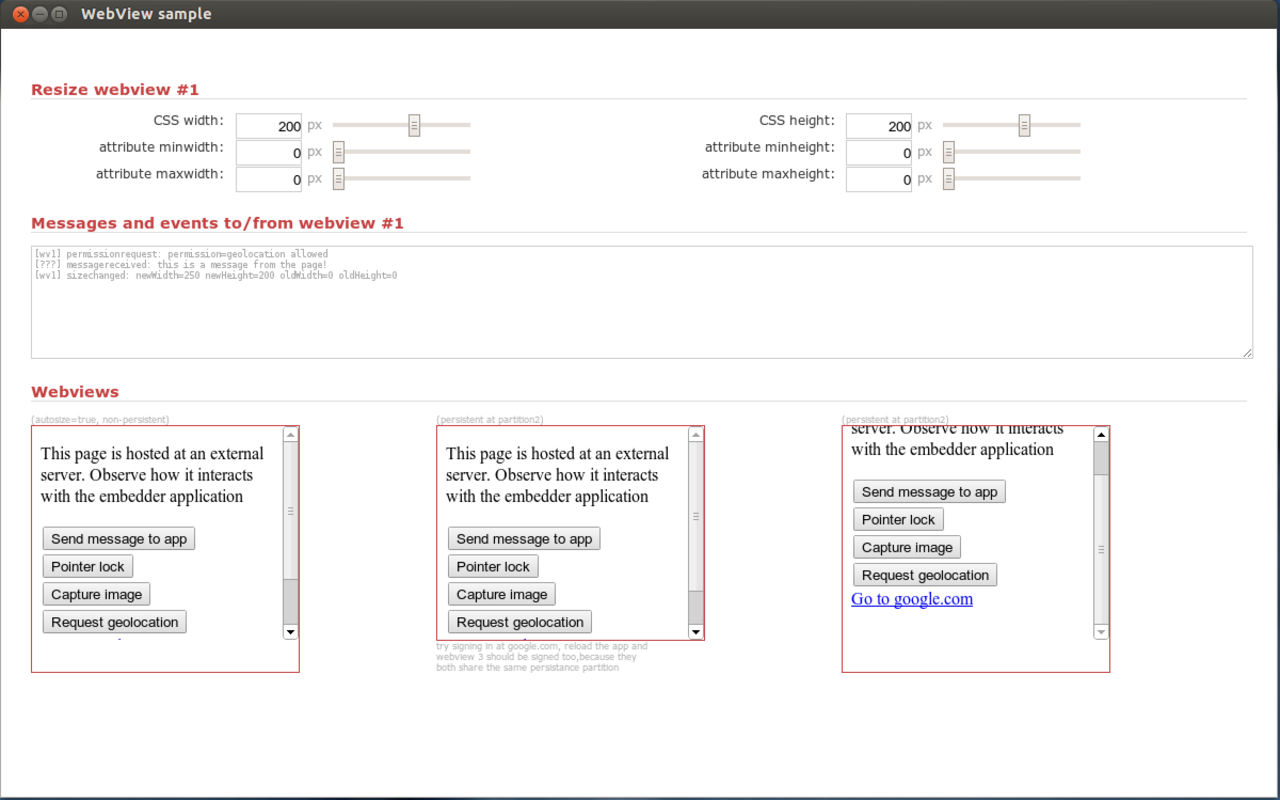 WebView sample
Resize webview #1
CSS width: 200 px
CSS height: 200 px
attribute minwidth: 0 px
attribute minheight: 0 px
attribute maxwidth: 0 px
attribute maxheight: 0 px
Messages and events to/from webview #1
[wv1] permissionrequest: permission=geolocation allowed
[???] messagereceived: this is a message from the page!
[wv1] sizechanged: newWidth=250 newHeight=200 oldWidth=0 oldHeight=0
Webviews
(autosize=true, non-persistent)
This page is hosted at an external
server. Observe how it interacts
with the embedder application
Send message to app
Pointer lock
Capture image
Request geolocation
(persistent at partition2)
This page is hosted at an external
server. Observe how it interacts
with the embedder application
Send message to app
Pointer lock
Capture image
Request geolocation
try signing in at google.com, reload the app and
webview 3 should be signed too,because they
both share the same persistance partition
(persistent at partition2)
server. Observe how it interacts
with the embedder application
Send message to app
Pointer lock
Capture image
Request geolocation
Go to google.com